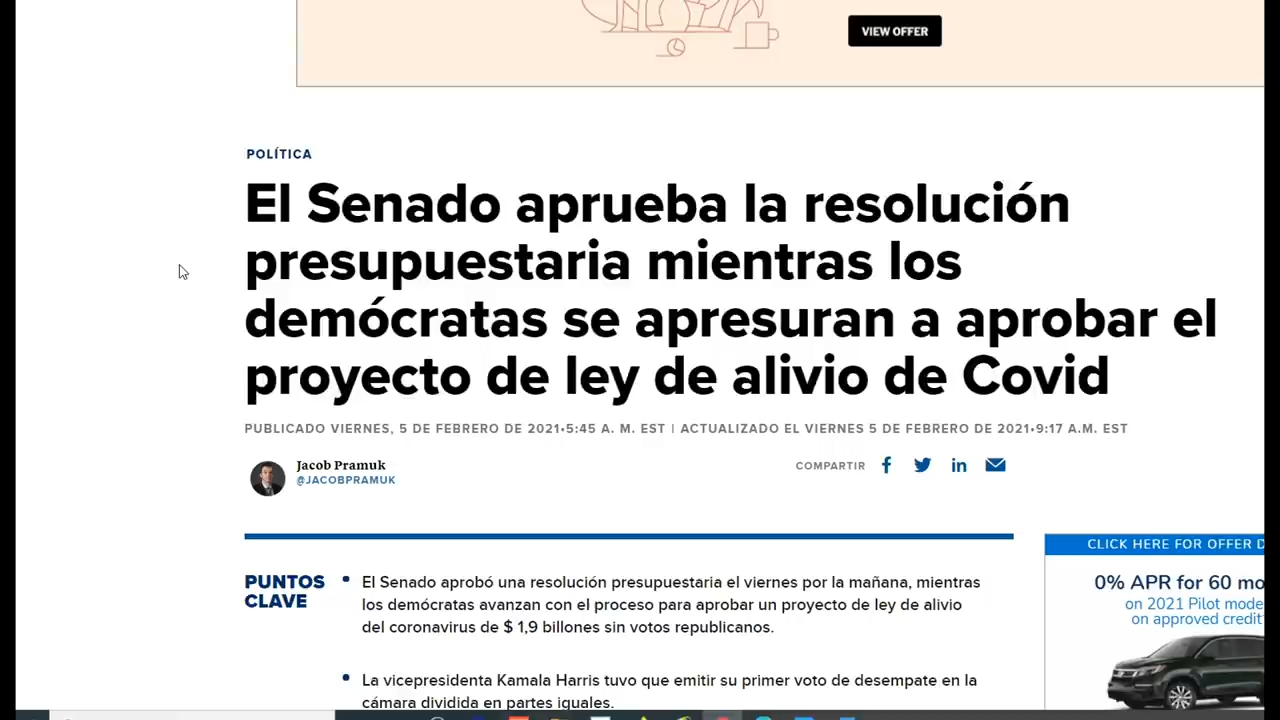 VIEW OFFER
POLÍTICA
El Senado aprueba la resolución
presupuestaria mientras los
demócratas se apresuran a aprobar el
proyecto de ley de alivio de Covid
PUBLICADO VIERNES, 5 DE FEBRERO DE 2021•5:45 A. M. EST | ACTUALIZADO EL VIERNES 5 DE FEBRERO DE 2021•9:17 A.M. EST
Jacob Pramuk
@JACOBPRAMUK
COMPARTIR
PUNTOS
CLAVE
El Senado aprobó una resolución presupuestaria el viernes por la mañana, mientras
los demócratas avanzan con el proceso para aprobar un proyecto de ley de alivio
del coronavirus de $ 1,9 billones sin votos republicanos.
La vicepresidenta Kamala Harris tuvo que emitir su primer voto de desempate en la
cámara dividida en partes iguales.
CLICK HERE FOR OFFER D
0% APR for 60 mo
on 2021 Pilot mode
on approved credit